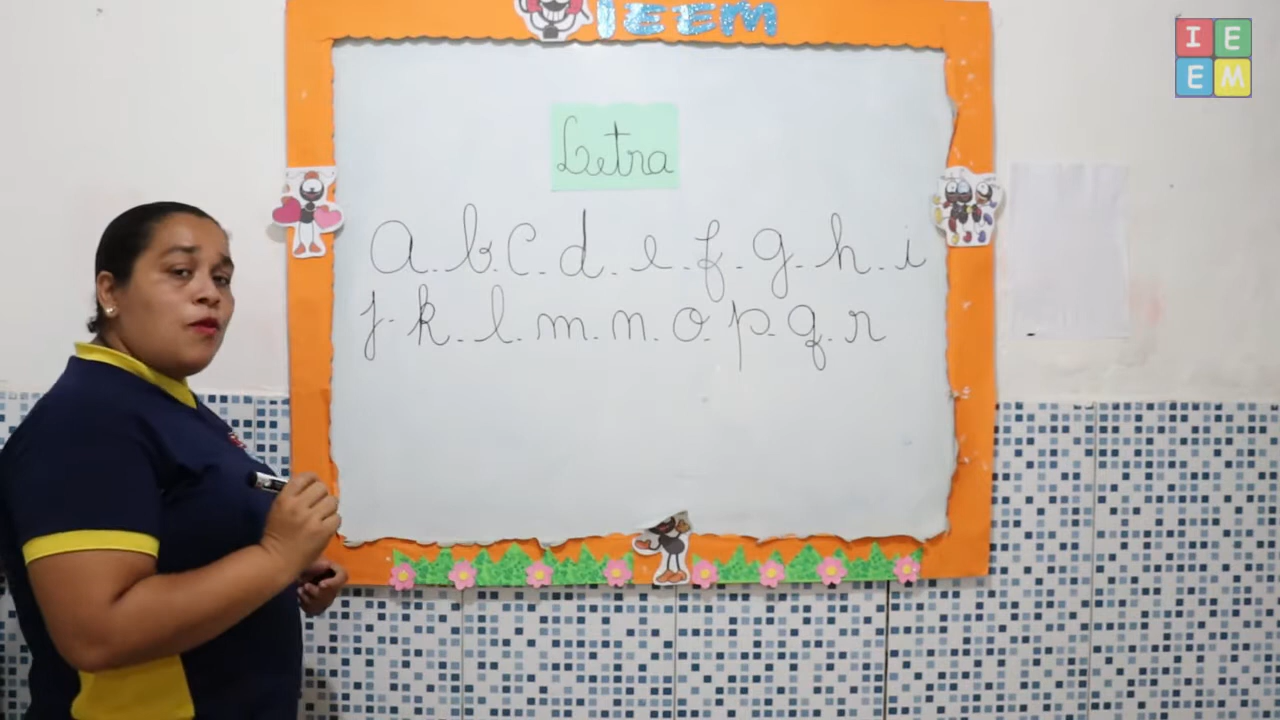 IEEM
I E
E M
Letra
a. b. c. d. e. f. g. h. i
j. k. l. m. n. o. p. q. r